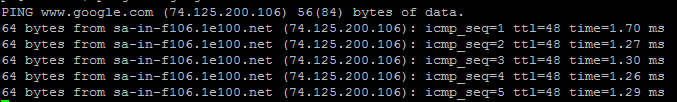 PING www.google.com (74.125.200.106) 56(84) bytes of data.
64 bytes from sa-in-f106.1e100.net (74.125.200.106): icmp_seq=1 ttl=48 time=1.70 ms
64 bytes from sa-in-f106.1e100.net (74.125.200.106): icmp_seq=2 ttl=48 time=1.27 ms
64 bytes from sa-in-f106.1e100.net (74.125.200.106): icmp_seq=3 ttl=48 time=1.30 ms
64 bytes from sa-in-f106.1e100.net (74.125.200.106): icmp_seq=4 ttl=48 time=1.26 ms
64 bytes from sa-in-f106.1e100.net (74.125.200.106): icmp_seq=5 ttl=48 time=1.29 ms